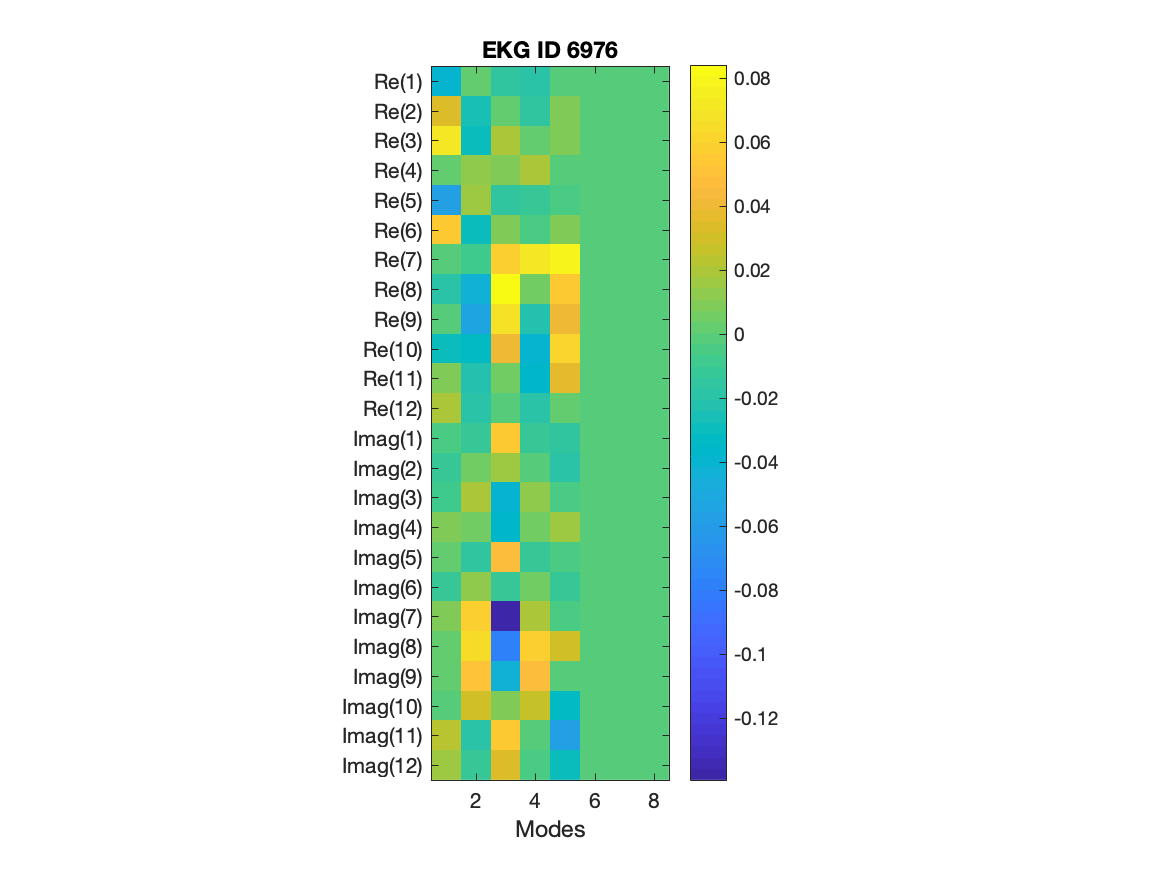 EKG ID 6976
Re(1)
Re(2)
Re(3)
Re(4)
Re(5)
Re(6)
Re(7)
Re(8)
Re(9)
Re(10)
Re(11)
Re(12)
Imag(1)
Imag(2)
Imag(3)
Imag(4)
Imag(5)
Imag(6)
Imag(7)
Imag(8)
Imag(9)
Imag(10)
Imag(11)
Imag(12)
2 4 6 8
Modes
0.08
0.06
0.04
0.02
0
-0.02
-0.04
-0.06
-0.08
-0.1
-0.12